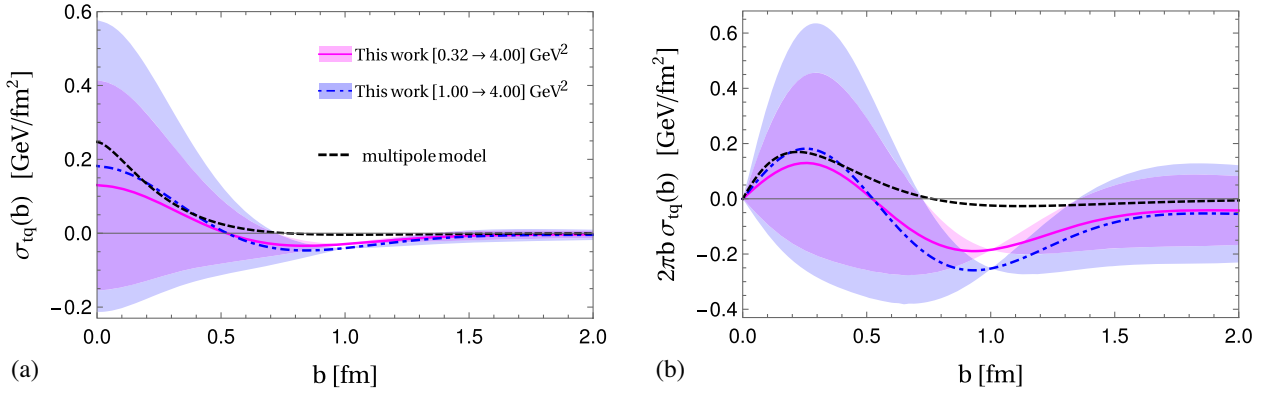 σtq(b) [GeV/fm²]
0.6
0.4
0.2
0.0
−0.2
This work [0.32 → 4.00] GeV²
This work [1.00 → 4.00] GeV²
multipole model
0.0 0.5 1.0 1.5 2.0
(a) b [fm]
2πb σtq(b) [GeV/fm²]
0.6
0.4
0.2
0.0
−0.2
−0.4
0.0 0.5 1.0 1.5 2.0
(b) b [fm]